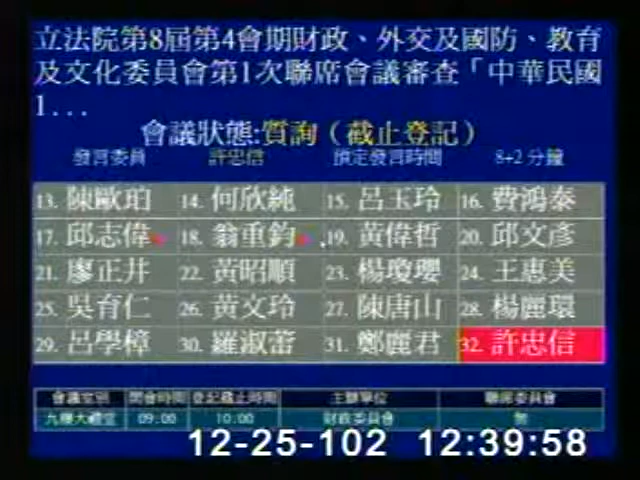 立法院第8屆第4會期財政、外交及國防、教育
及文化委員會第1次聯席會議審查「中華民國
1...
會議狀態:質詢（截止登記）
發言委員 許忠信 預定發言時間 8+2 分鐘
13. 陳歐珀 14. 何欣純 15. 呂玉玲 16. 費鴻泰
17. 邱志偉 18. 翁重鈞 19. 黃偉哲 20. 邱文彥
21. 廖正井 22. 黃昭順 23. 楊瓊瓔 24. 王惠美
25. 吳育仁 26. 黃文玲 27. 陳唐山 28. 楊麗環
29. 呂學樟 30. 羅淑蕾 31. 鄭麗君 32. 許忠信
會議室別 開會時間 登記截止時間 主辦單位 聯席委員會
九樓大禮堂 09:00 10:00 財政委員會 無
12-25-102 12:39:58